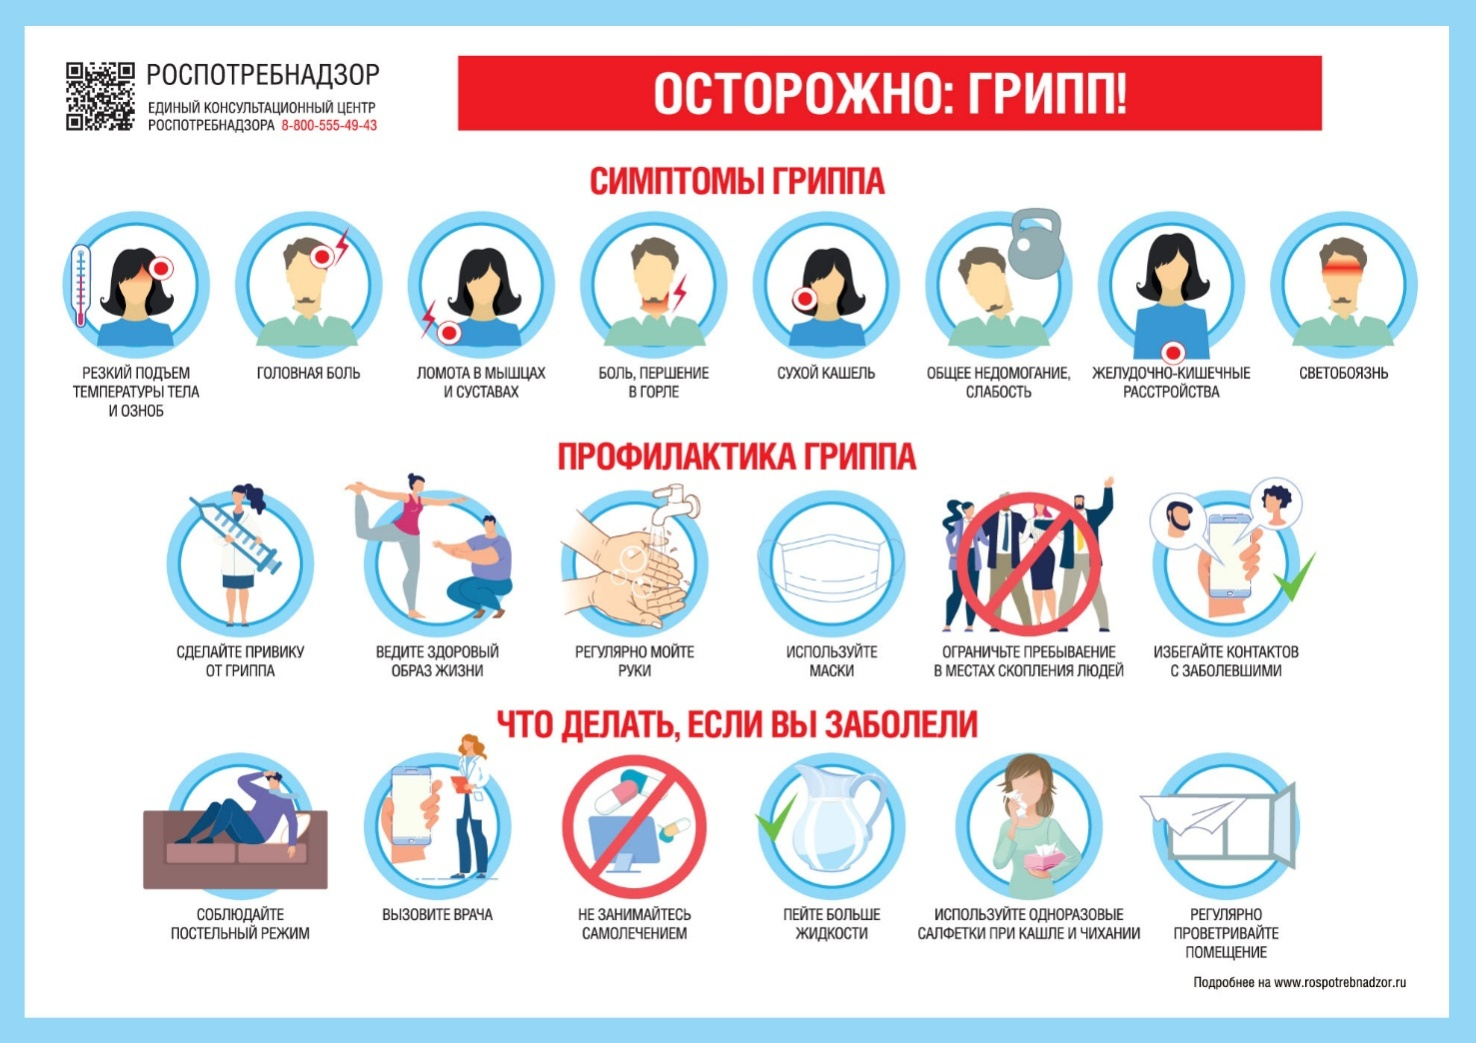 РОСПОТРЕБНАДЗОР
ЕДИНЫЙ КОНСУЛЬТАЦИОННЫЙ ЦЕНТР
РОСПОТРЕБНАДЗОРА 8-800-555-49-43
ОСТОРОЖНО: ГРИПП!
СИМПТОМЫ ГРИППА
РЕЗКИЙ ПОДЪЕМ
ТЕМПЕРАТУРЫ ТЕЛА
И ОЗНОБ
ГОЛОВНАЯ БОЛЬ
ЛОМОТА В МЫШЦАХ
И СУСТАВАХ
БОЛЬ, ПЕРШЕНИЕ
В ГОРЛЕ
СУХОЙ КАШЕЛЬ
ОБЩЕЕ НЕДОМОГАНИЕ,
СЛАБОСТЬ
ЖЕЛУДОЧНО-КИШЕЧНЫЕ
РАССТРОЙСТВА
СВЕТОБОЯЗНЬ
ПРОФИЛАКТИКА ГРИППА
СДЕЛАЙТЕ ПРИВИКУ
ОТ ГРИППА
ВЕДИТЕ ЗДОРОВЫЙ
ОБРАЗ ЖИЗНИ
РЕГУЛЯРНО МОЙТЕ
РУКИ
ИСПОЛЬЗУЙТЕ
МАСКИ
ОГРАНИЧЬТЕ ПРЕБЫВАЕНИЕ
В МЕСТАХ СКОПЛЕНИЯ ЛЮДЕЙ
ИЗБЕГАЙТЕ КОНТАКТОВ
С ЗАБОЛЕВШИМИ
ЧТО ДЕЛАТЬ, ЕСЛИ ВЫ ЗАБОЛЕЛИ
СОБЛЮДАЙТЕ
ПОСТЕЛЬНЫЙ РЕЖИМ
ВЫЗОВИТЕ ВРАЧА
НЕ ЗАНИМАЙТЕСЬ
САМОЛЕЧЕНИЕМ
ПЕЙТЕ БОЛЬШЕ
ЖИДКОСТИ
ИСПОЛЬЗУЙТЕ ОДНОРАЗОВЫЕ
САЛФЕТКИ ПРИ КАШЛЕ И ЧИХАНИИ
РЕГУЛЯРНО
ПРОВЕТРИВАЙТЕ
ПОМЕЩЕНИЕ
Подробнее на www.rospotrebnadzor.ru